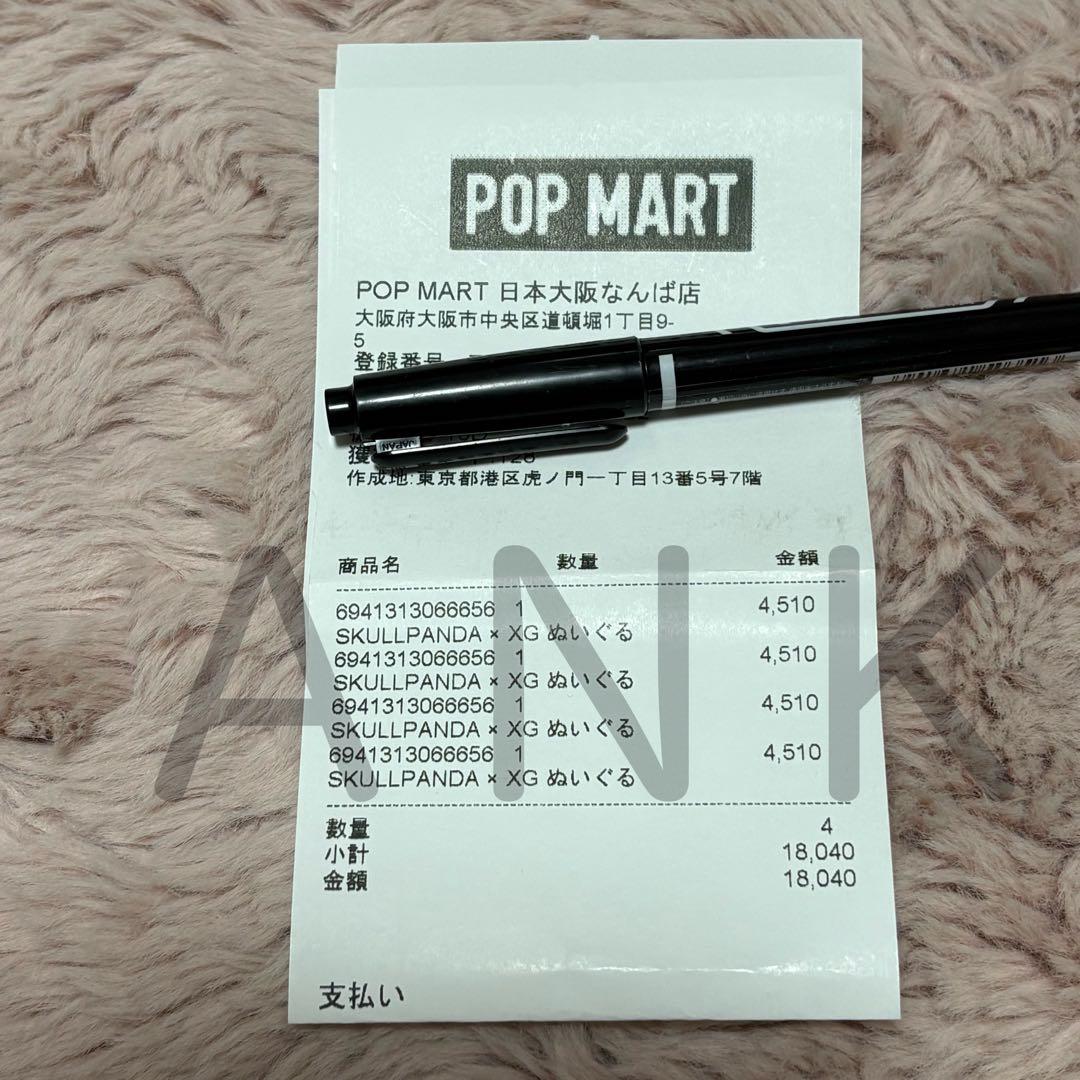 POP MART
POP MART 日本大阪なんば店
大阪府大阪市中央区道頓堀1丁目9-
5
登録番号
JAPAN
作成地:東京都港区虎ノ門一丁目13番5号7階
商品名 数量 金額
6941313066656 1 4,510
SKULLPANDA × XG ぬいぐる
6941313066656 1 4,510
SKULLPANDA × XG ぬいぐる
6941313066656 1 4,510
SKULLPANDA × XG ぬいぐる
6941313066656 1 4,510
SKULLPANDA × XG ぬいぐる
数量 4
小計 18,040
金額 18,040
支払い
ANK